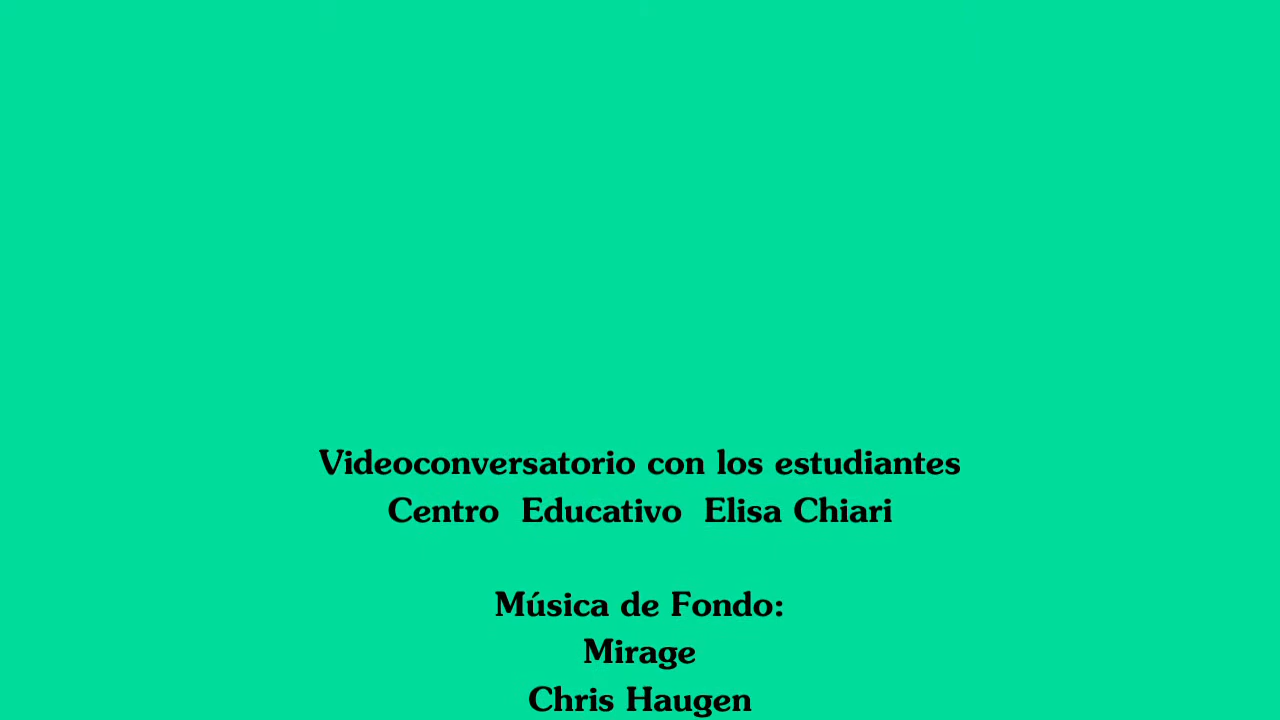 Videoconversatorio con los estudiantes
Centro  Educativo  Elisa Chiari
Música de Fondo:
Mirage
Chris Haugen